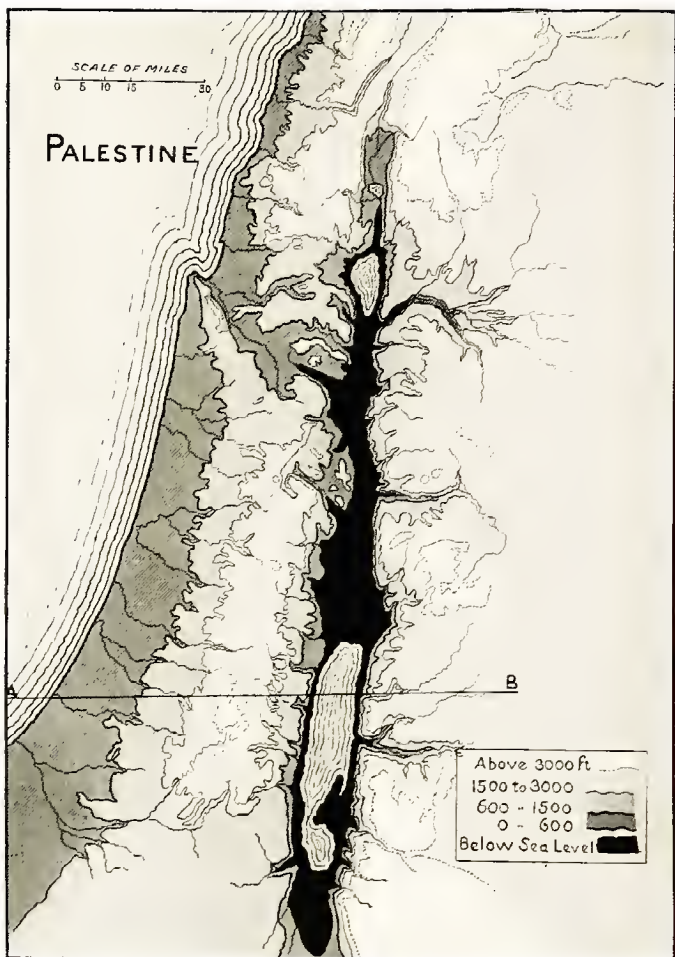 SCALE OF MILES
0 5 10 15 30
PALESTINE
A B
Above 3000 ft
1500 to 3000
600 - 1500
0 - 600
Below Sea Level